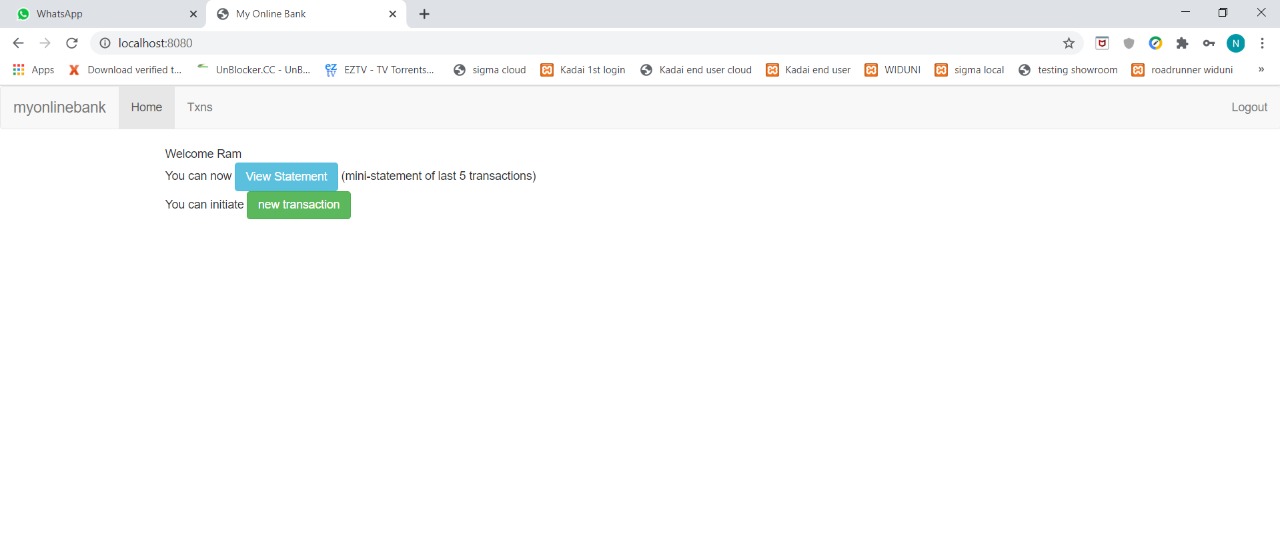 WhatsApp My Online Bank
localhost:8080 N
Apps Download verified t... UnBlocker.CC - UnB... EZTV - TV Torrents... sigma cloud Kadai 1st login Kadai end user cloud Kadai end user WIDUNI sigma local testing showroom roadrunner widuni »
myonlinebank Home Txns Logout
Welcome Ram
You can now View Statement (mini-statement of last 5 transactions)
You can initiate new transaction